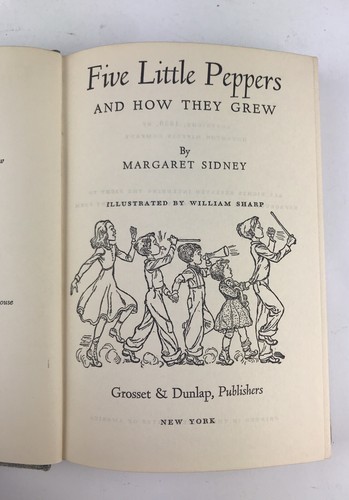 Five Little Peppers
AND HOW THEY GREW
By
MARGARET SIDNEY
ILLUSTRATED BY WILLIAM SHARP
Grosset & Dunlap, Publishers
NEW YORK